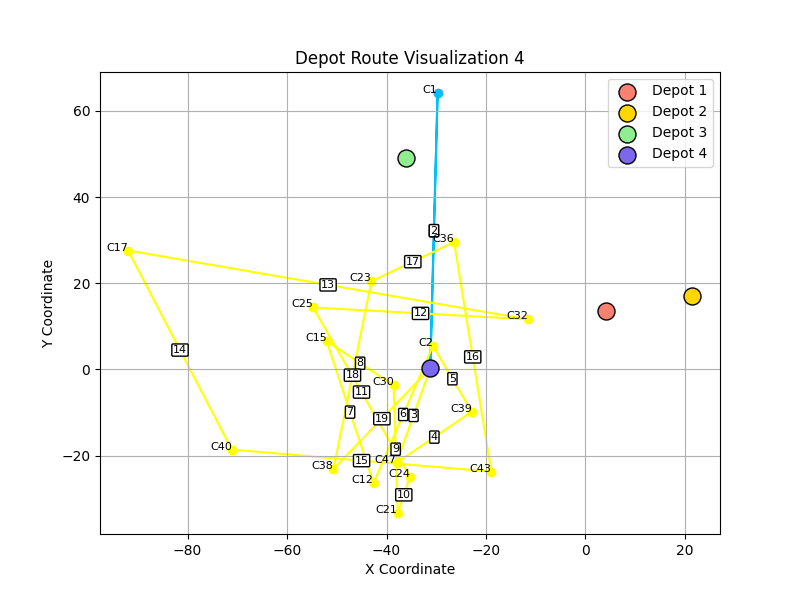 Depot Route Visualization 4
Depot 1
Depot 2
Depot 3
Depot 4
Y Coordinate
60
40
20
0
−20
−80
−60
−40
−20
0
20
X Coordinate
C1
2
C36
17
C17
C23
13
C25
12
C32
C15
C2
14
8
16
18
C30
5
11
7
6
3
C39
19
4
C40
9
15
C47
C38
C24
C43
C12
10
C21